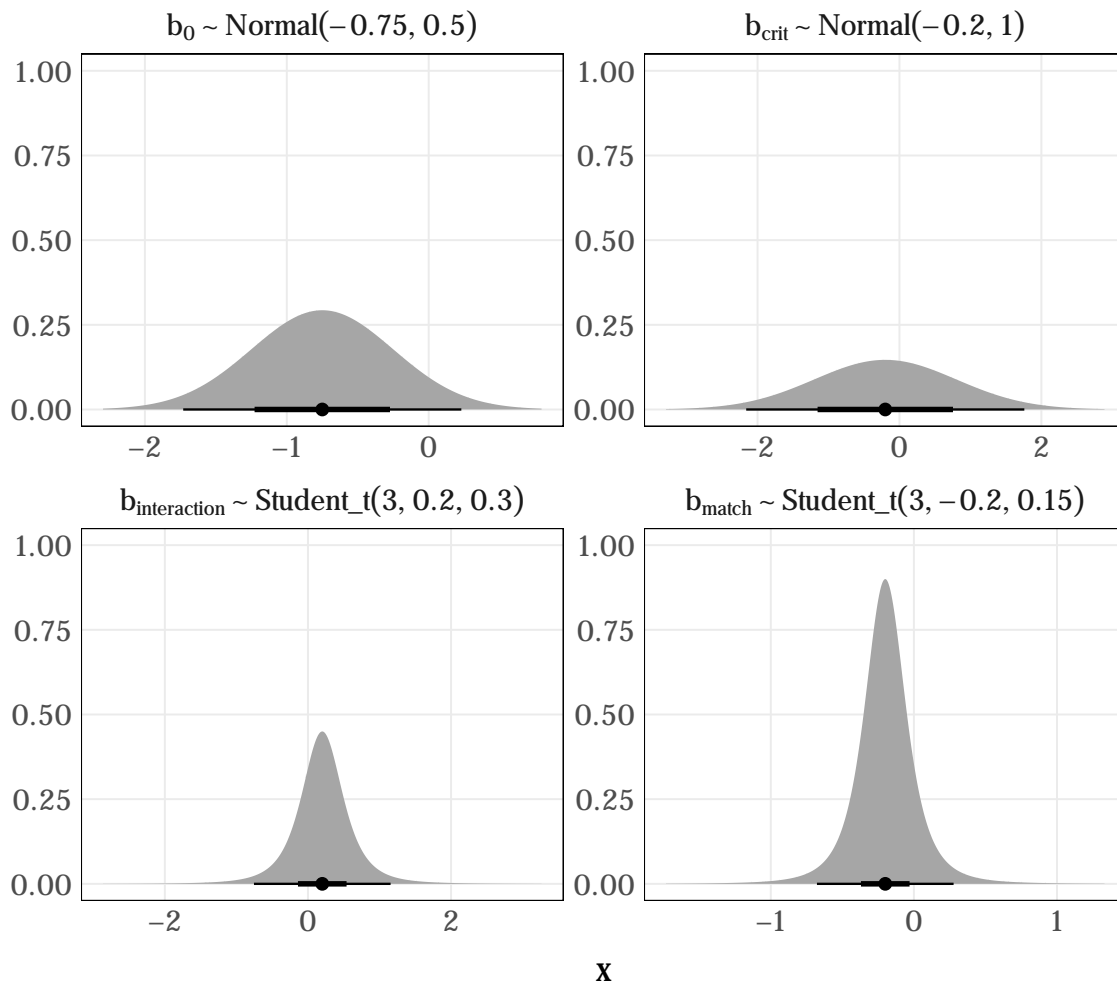 b₀ ~ Normal(−0.75, 0.5)
1.00
0.75
0.50
0.25
0.00
−2 −1 0
b_crit ~ Normal(−0.2, 1)
1.00
0.75
0.50
0.25
0.00
−2 0 2
b_interaction ~ Student_t(3, 0.2, 0.3)
1.00
0.75
0.50
0.25
0.00
−2 0 2
b_match ~ Student_t(3, −0.2, 0.15)
1.00
0.75
0.50
0.25
0.00
−1 0 1
x